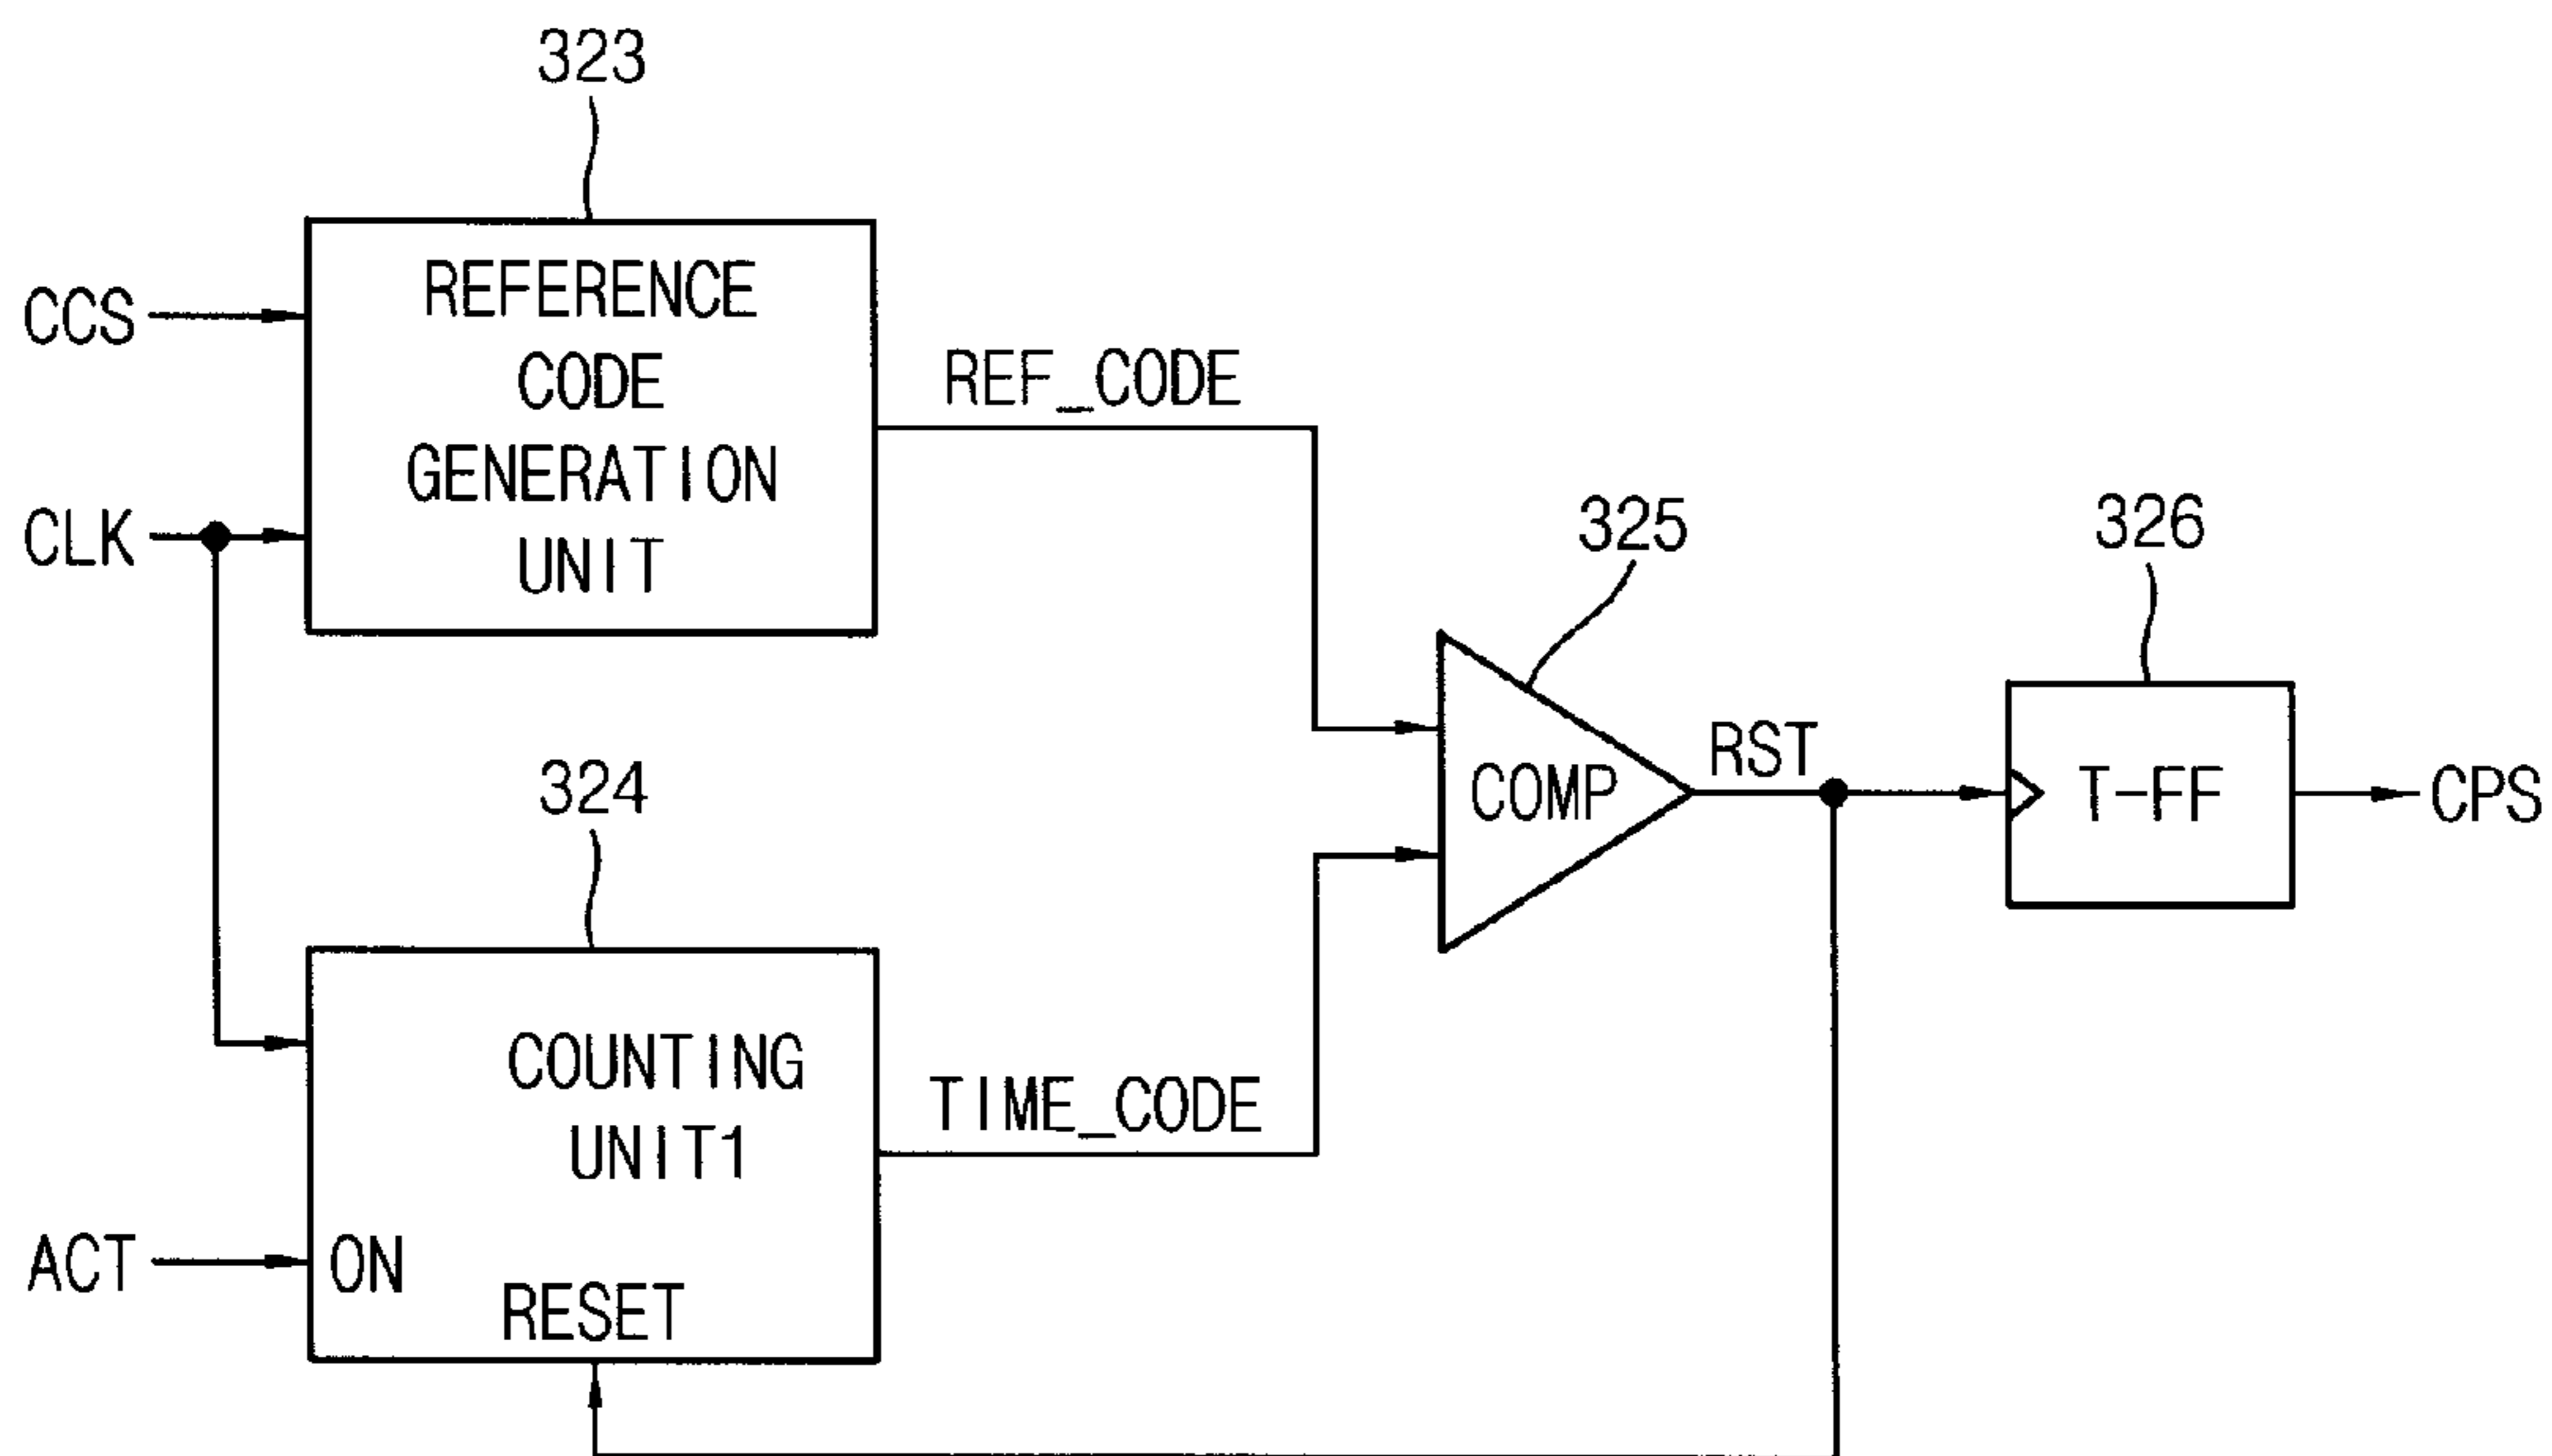 323
CCS
REFERENCE
CODE
GENERATION
UNIT
CLK
REF_CODE
325
326
COMP
RST
T-FF
CPS
324
COUNTING
UNIT1
TIME_CODE
ACT
ON
RESET